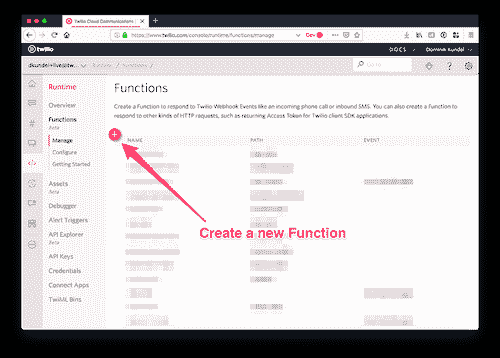 Twilio Cloud Communications
https://www.twilio.com/console/runtime/functions/manage
twilio
DOCS
Dominik Kundel
Functions
Go to
Runtime
Overview
Functions
Beta
Manage
Configure
Getting Started
Assets
Beta
Debugger
Alert Triggers
API Explorer
Beta
API Keys
Credentials
Connect Apps
TwiML Bins
Functions
Create a Function to respond to Twilio Webhook Events like an incoming phone call or inbound SMS. You can also create a function to
respond to other kinds of HTTP requests, such as returning Access Token for Twilio client SDK applications.
NAME
PATH
EVENT
Create a new Function